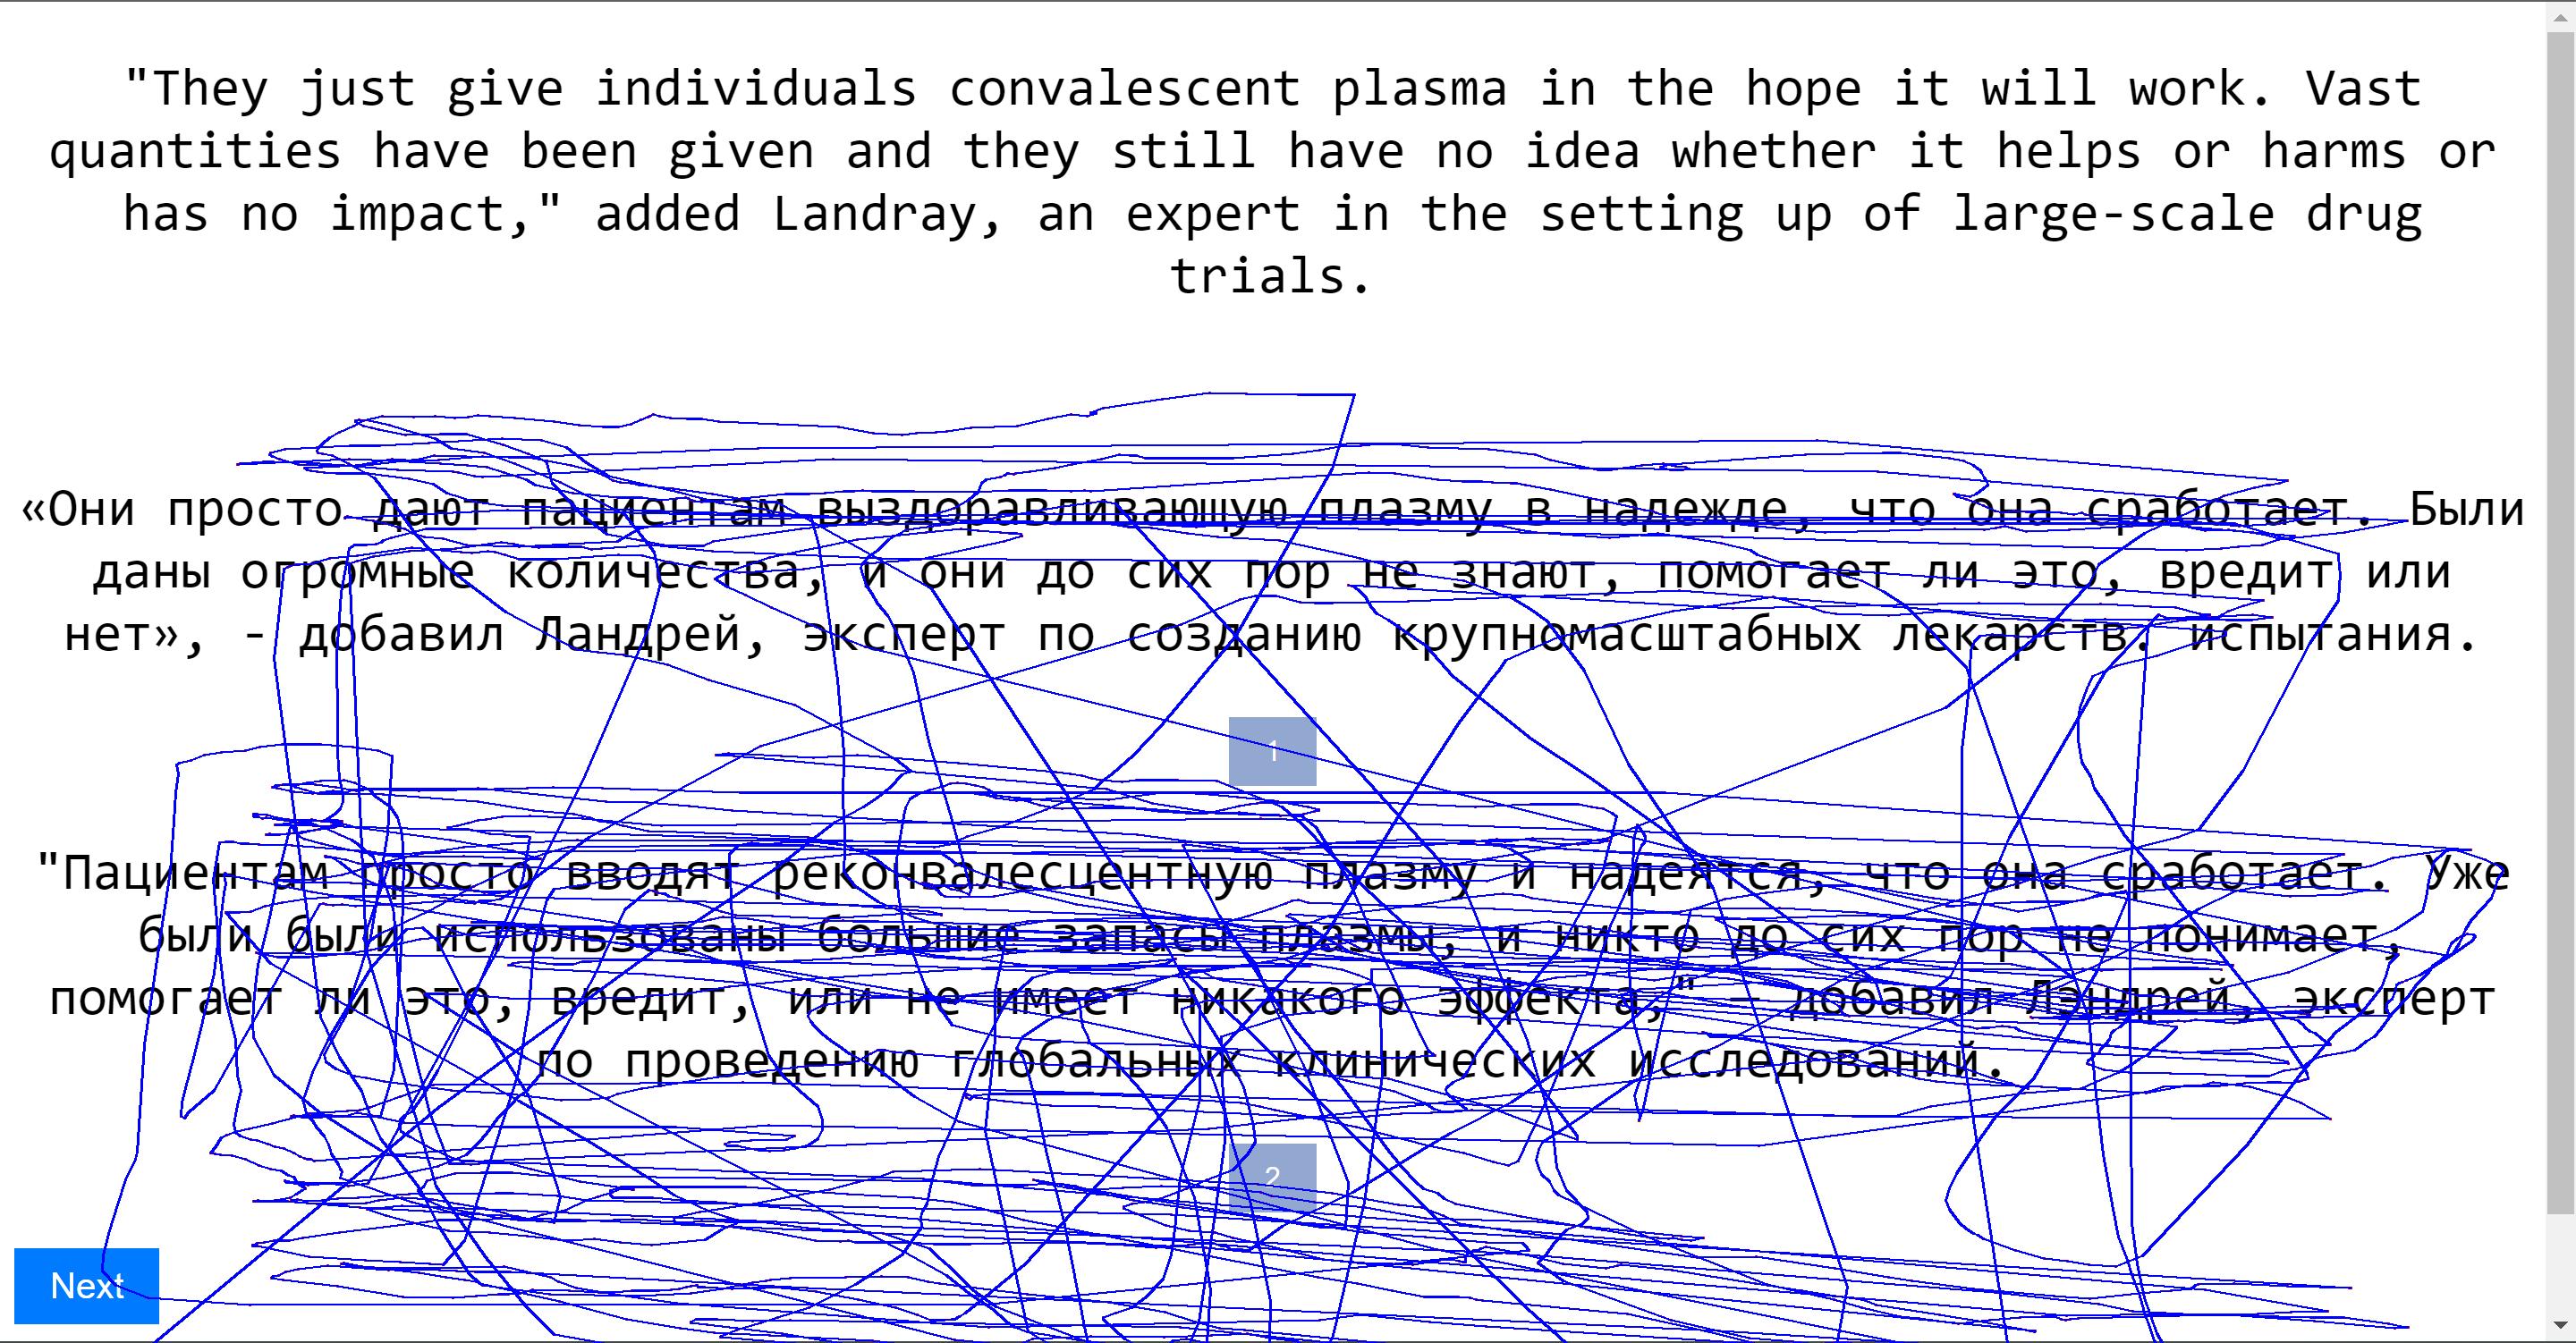 "They just give individuals convalescent plasma in the hope it will work. Vast
quantities have been given and they still have no idea whether it helps or harms or
has no impact," added Landray, an expert in the setting up of large-scale drug
trials.
«Они просто дают пациентам выздоравливающую плазму в надежде, что она сработает. Были
даны огромные количества, и они до сих пор не знают, помогает ли это, вредит или
нет», - добавил Ландрей, эксперт по созданию крупномасштабных лекарств. испытания.
1
"Пациентам просто вводят реконвалесцентную плазму и надеятся, что она сработает. Уже
были были использованы большие запасы плазмы, и никто до сих пор не понимает,
помогает ли это, вредит, или не имеет никакого эффекта," — добавил Лэндрей, эксперт
по проведению глобальных клинических исследований.
2
Next